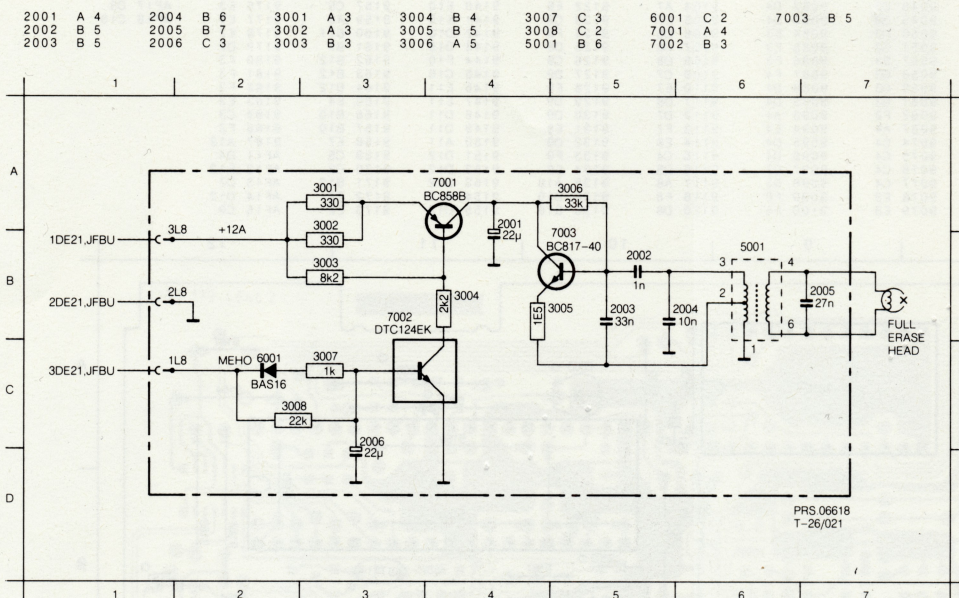 2001 A 4 2004 B 6 3001 A 3 3004 B 4 3007 C 3 6001 C 2 7003 B 5
2002 B 5 2005 B 7 3002 A 3 3005 B 5 3008 C 2 7001 A 4
2003 B 5 2006 C 3 3003 B 3 3006 A 5 5001 B 6 7002 B 3
1 2 3 4 5 6 7
A
3001
330
7001
BC858B
3006
33k
1DE21,JFBU
3L8
+12A
3002
330
2001
22µ
7003
BC817-40
B
3003
8k2
2002
1n
5001
3 4
2
1
6
2DE21,JFBU
2L8
7002
DTC124EK
2k2
3004
1E5
3005
2003
33n
2004
10n
2005
27n
FULL
ERASE
HEAD
C
3DE21,JFBU
1L8
MEHO
6001
BAS16
3007
1k
3008
22k
2006
22µ
D
PRS.06618
T-26/021
1 2 3 4 5 6 7